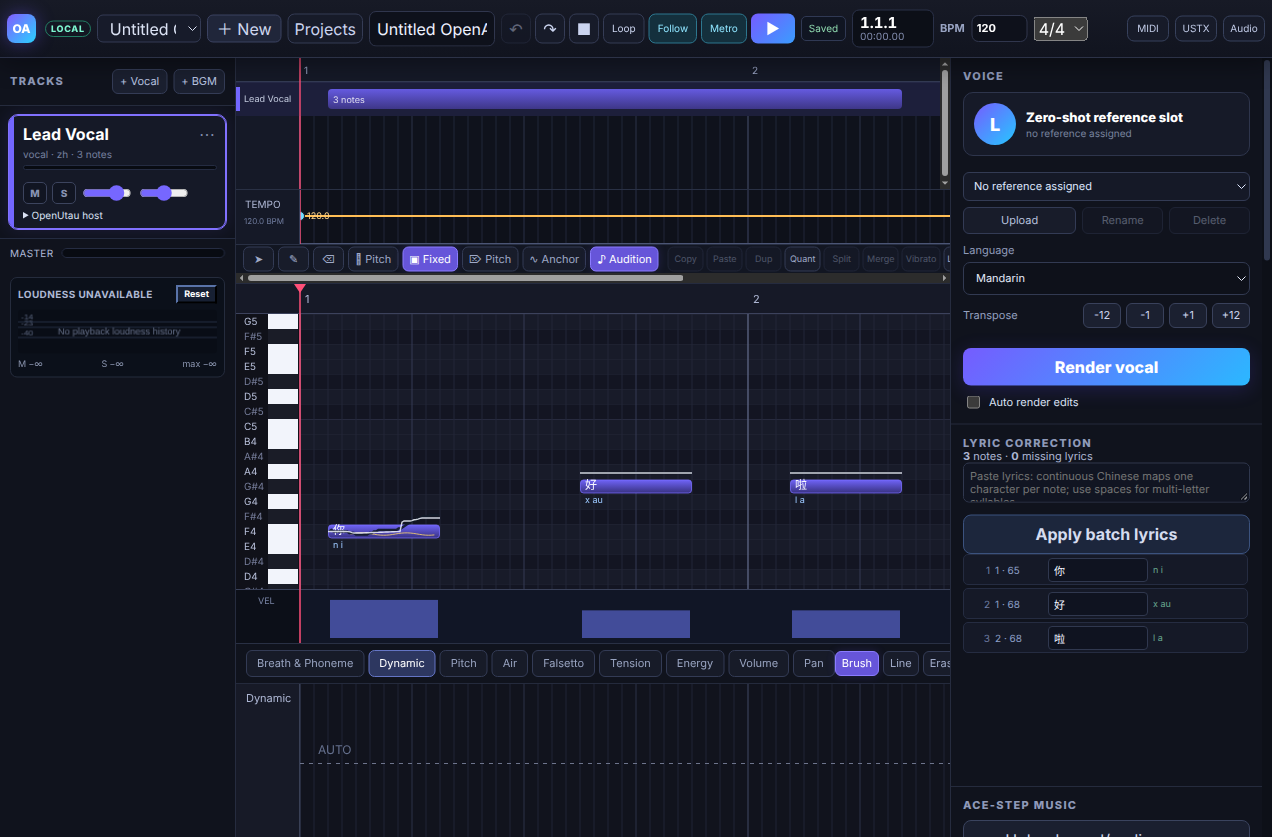 OA
LOCAL
Untitled (
+ New
Projects
Untitled OpenA
Loop
Follow
Metro
Saved
1.1.1
00:00.00
BPM
120
4/4
MIDI
USTX
Audio
TRACKS
+ Vocal
+ BGM
Lead Vocal
...
vocal · zh · 3 notes
M
S
OpenUtau host
MASTER
LOUDNESS UNAVAILABLE
Reset
-14
-23
-40
No playback loudness history
M −∞
S −∞
max −∞
1
2
Lead Vocal
3 notes
TEMPO
120.0 BPM
120.0
Pitch
Fixed
Pitch
Anchor
Audition
Copy
Paste
Dup
Quant
Split
Merge
Vibrato
1
2
G5
F#5
F5
E5
D#5
D5
C#5
C5
B4
A#4
A4
G#4
G4
F#4
F4
E4
D#4
D4
你
n i
好
x au
啦
l a
VEL
Breath & Phoneme
Dynamic
Pitch
Air
Falsetto
Tension
Energy
Volume
Pan
Brush
Line
Eras
Dynamic
AUTO
VOICE
L
Zero-shot reference slot
no reference assigned
No reference assigned
Upload
Rename
Delete
Language
Mandarin
Transpose
-12
-1
+1
+12
Render vocal
Auto render edits
LYRIC CORRECTION
3 notes · 0 missing lyrics
Paste lyrics: continuous Chinese maps one
character per note; use spaces for multi-letter
Apply batch lyrics
1 1 · 65 你 n i
2 1 · 68 好 x au
3 2 · 68 啦 l a
ACE-STEP MUSIC